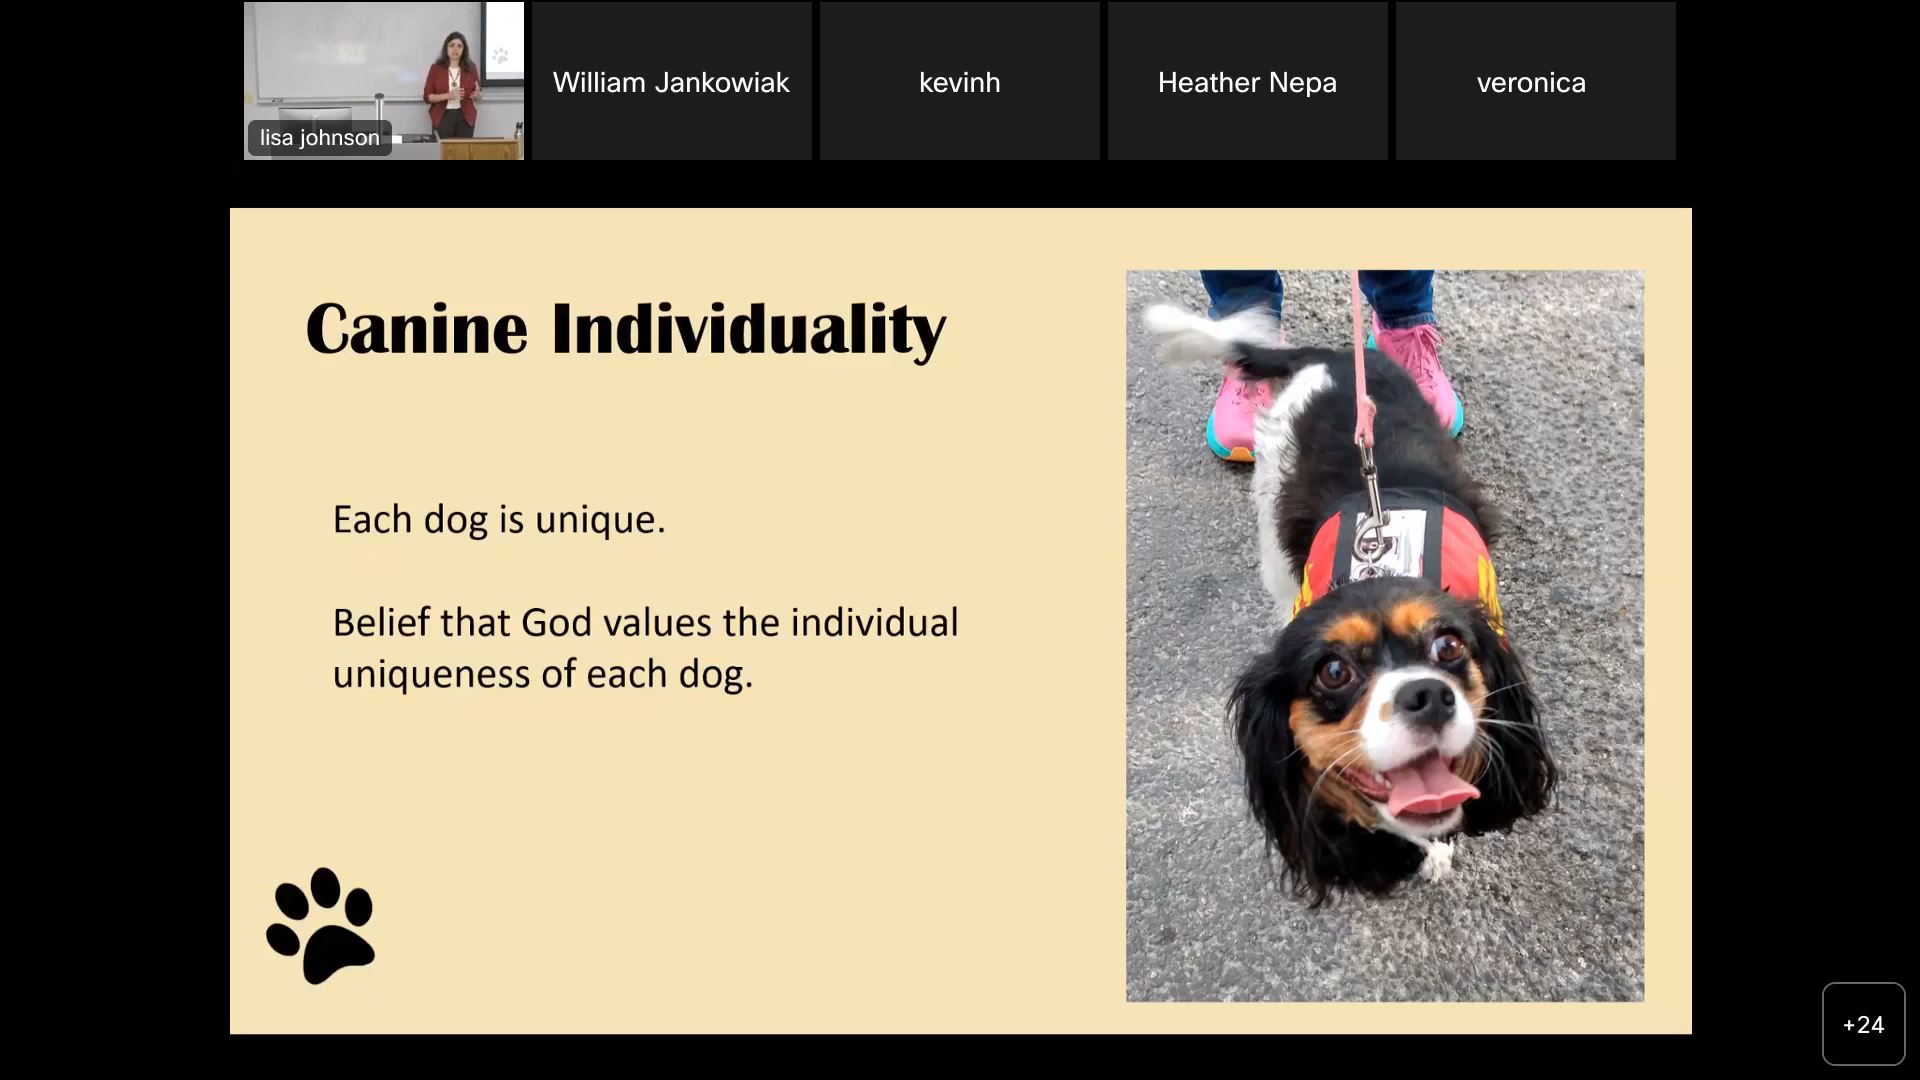 lisa johnson
William Jankowiak
kevinh
Heather Nepa
veronica
Canine Individuality
Each dog is unique.
Belief that God values the individual
uniqueness of each dog.
+24